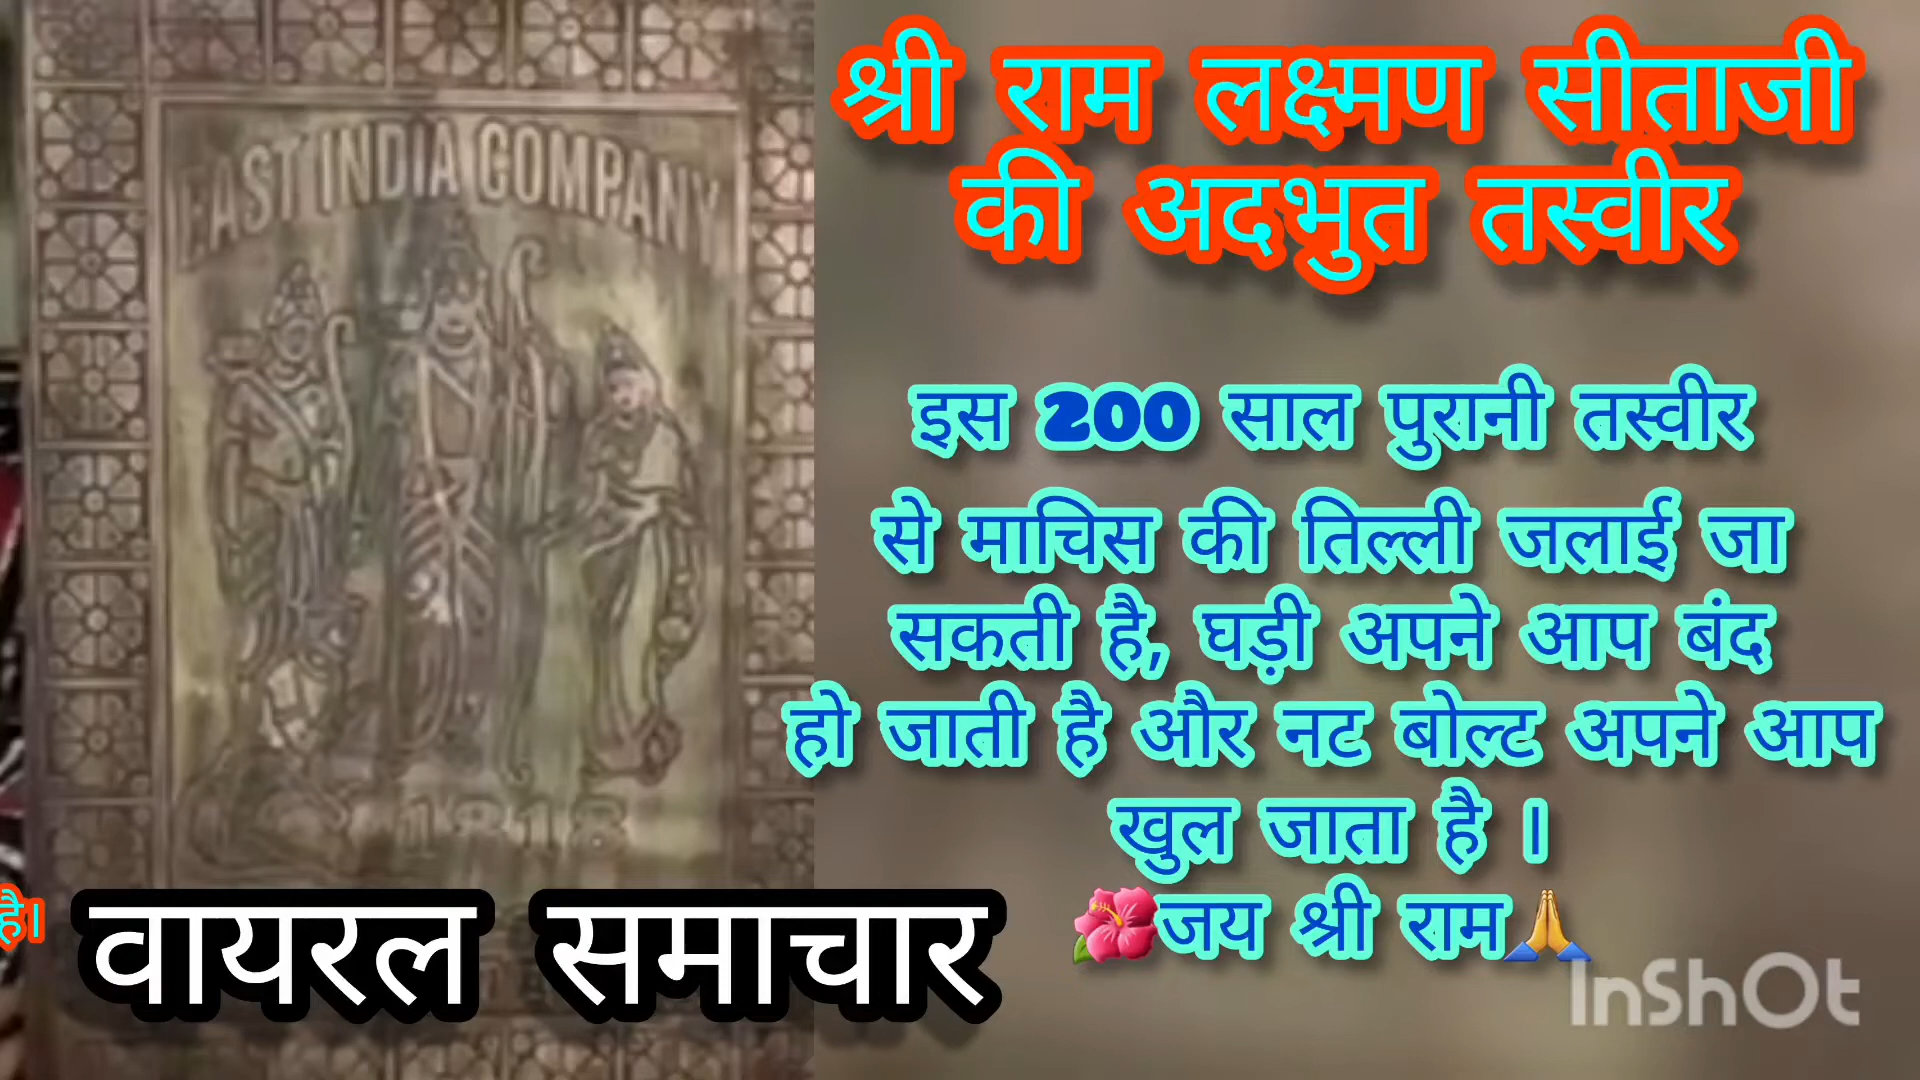 EAST INDIA COMPANY
1818
श्री राम लक्ष्मण सीताजी
की अदभुत तस्वीर
इस 200 साल पुरानी तस्वीर
से माचिस की तिल्ली जलाई जा
सकती है, घड़ी अपने आप बंद
हो जाती है और नट बोल्ट अपने आप
खुल जाता है ।
🌺जय श्री राम🙏
है।
वायरल समाचार
InShOt